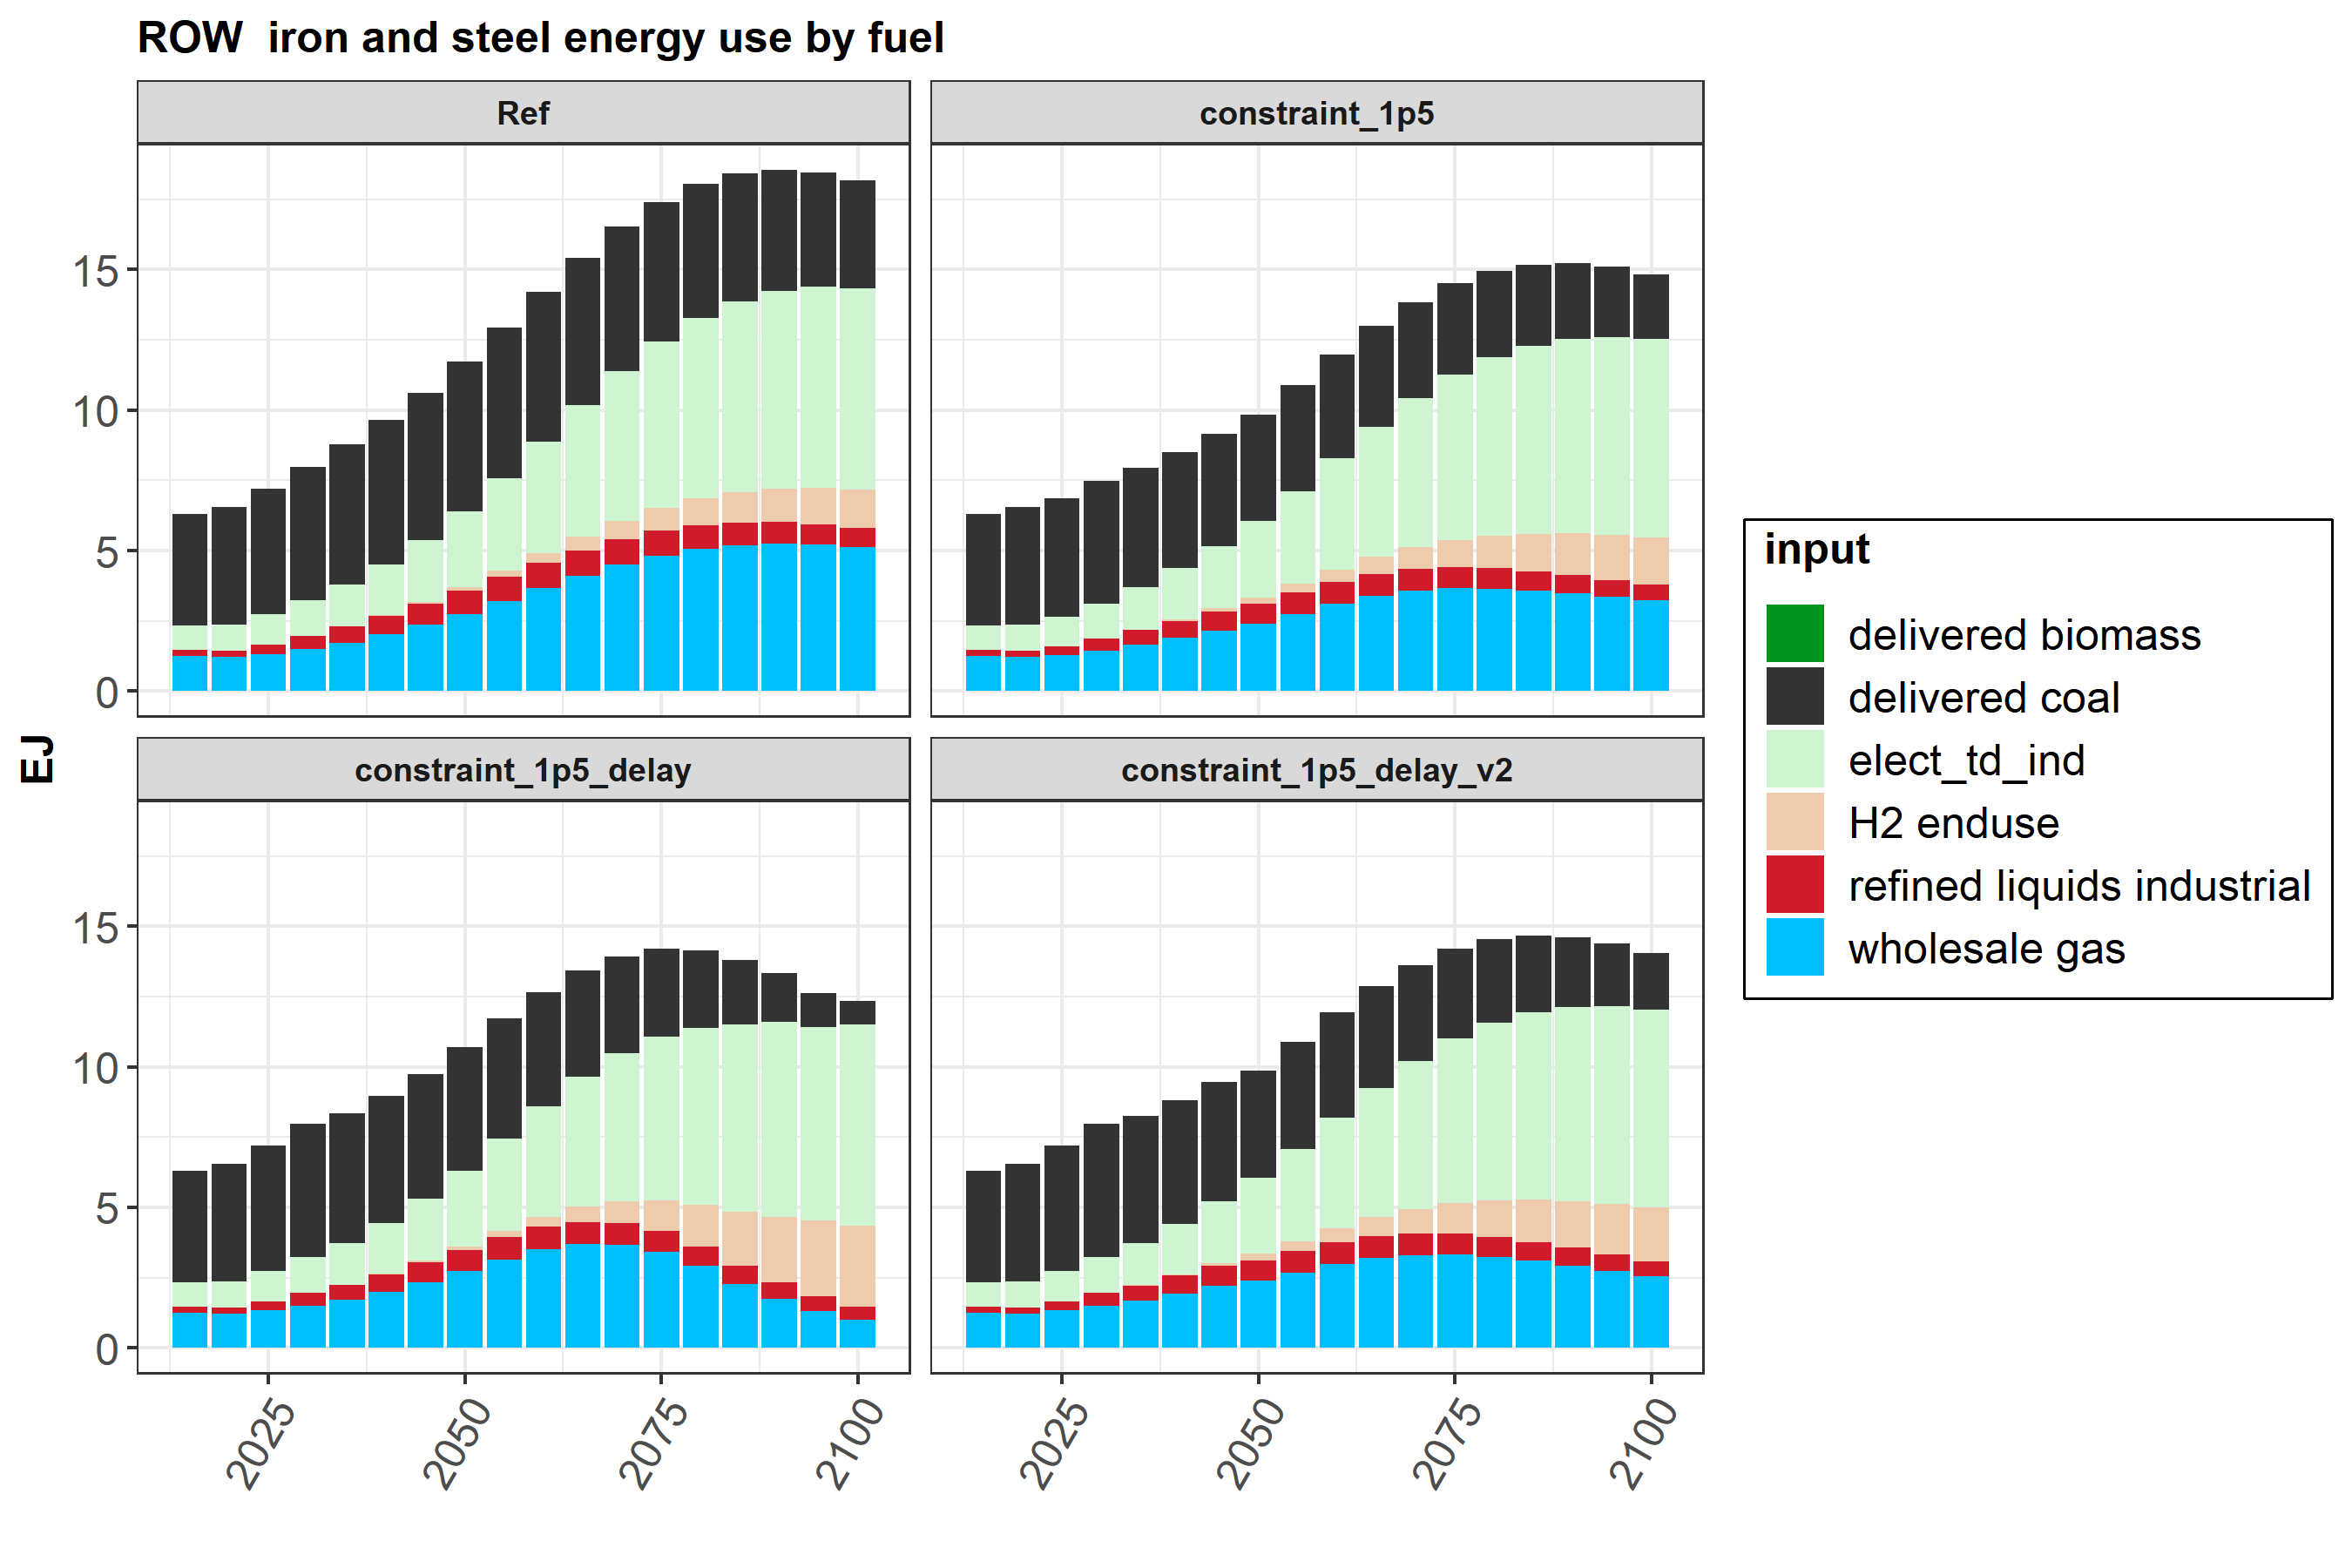 ROW  iron and steel energy use by fuel
Ref
constraint_1p5
15
10
5
0
EJ
constraint_1p5_delay
constraint_1p5_delay_v2
15
10
5
0
2025
2050
2075
2100
2025
2050
2075
2100
input
delivered biomass
delivered coal
elect_td_ind
H2 enduse
refined liquids industrial
wholesale gas